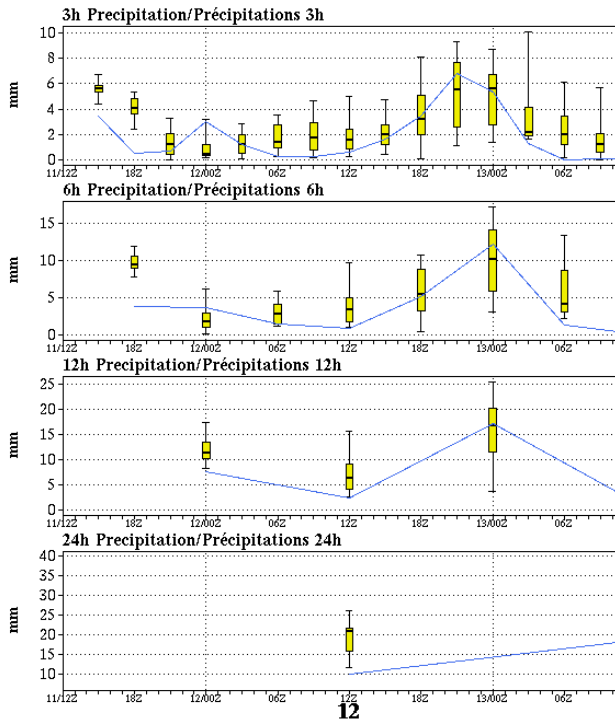 3h Precipitation/Précipitations 3h
10
8
6
4
2
0
mm
11/12Z 18Z 12/00Z 06Z 12Z 18Z 13/00Z 06Z
6h Precipitation/Précipitations 6h
15
10
5
0
mm
11/12Z 18Z 12/00Z 06Z 12Z 18Z 13/00Z 06Z
12h Precipitation/Précipitations 12h
25
20
15
10
5
0
mm
11/12Z 18Z 12/00Z 06Z 12Z 18Z 13/00Z 06Z
24h Precipitation/Précipitations 24h
40
35
30
25
20
15
10
mm
11/12Z 18Z 12/00Z 06Z 12Z 18Z 13/00Z 06Z
12